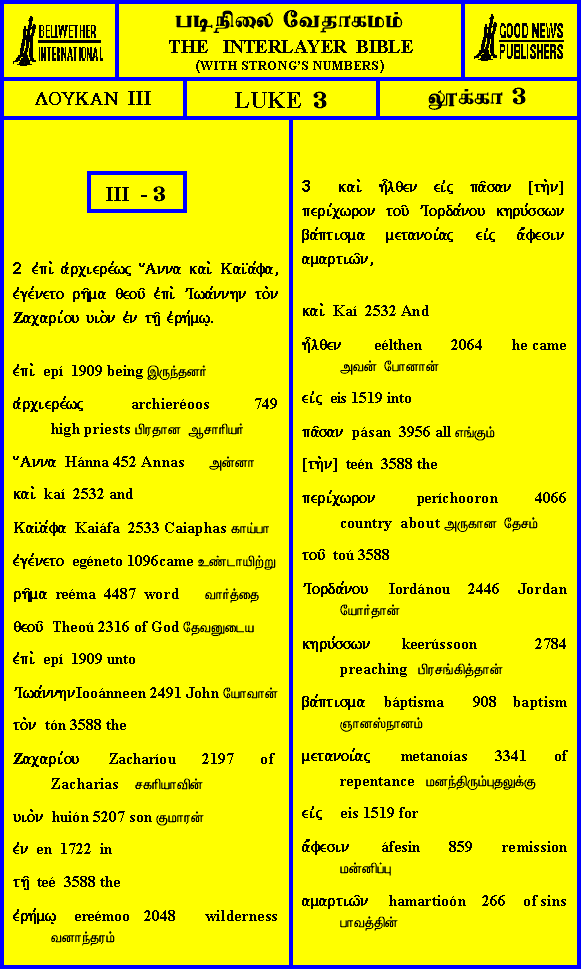 BELLWETHER
INTERNATIONAL
படிநிலை வேதாகமம்
THE INTERLAYER BIBLE
(WITH STRONG'S NUMBERS)
GOOD NEWS
PUBLISHERS
ΛΟΥΚΑΝ III
LUKE 3
லூக்கா 3
III - 3
2 ἐπὶ ἀρχιερέως Ἅννα καὶ Καϊάφα,
ἐγένετο ῥῆμα θεοῦ ἐπὶ Ἰωάννην τὸν
Ζαχαρίου υιὸν ἐν τῇ ἐρήμῳ.
ἐπὶ epí 1909 being இருந்தனர்
ἀρχιερέως archieréoos 749
high priests பிரதான ஆசாரியர்
Ἅννα Hánna 452 Annas அன்னா
καὶ kaí 2532 and
Καϊάφα Kaiáfa 2533 Caiaphas காய்பா
ἐγένετο egéneto 1096came உண்டாயிற்று
ῥῆμα reéma 4487 word வார்த்தை
θεοῦ Theoú 2316 of God தேவனுடைய
ἐπὶ epí 1909 unto
Ἰωάννην Iooánneen 2491 John யோவான்
τὸν tón 3588 the
Ζαχαρίου Zacharíou 2197 of
Zacharias சகரியாவின்
υιὸν huión 5207 son குமாரன்
ἐν en 1722 in
τῇ teé 3588 the
ἐρήμῳ ereémoo 2048 wilderness
வனாந்தரம்
3 καὶ ἦλθεν εἰς πᾶσαν [τὴν]
περίχωρον τοῦ Ἰορδάνου κηρύσσων
βάπτισμα μετανοίας εἰς ἄφεσιν
αμαρτιῶν,
καὶ Kaí 2532 And
ἦλθεν eélthen 2064 he came
அவன் போனான்
εἰς eis 1519 into
πᾶσαν pásan 3956 all எங்கும்
[τὴν] teén 3588 the
περίχωρον períchooron 4066
country about அருகான தேசம்
τοῦ toú 3588
Ἰορδάνου Iordánou 2446 Jordan
யோர்தான்
κηρύσσων keerússoon 2784
preaching பிரசங்கித்தான்
βάπτισμα báptisma 908 baptism
ஞானஸ்நானம்
μετανοίας metanoías 3341 of
repentance மனந்திரும்புதலுக்கு
εἰς eis 1519 for
ἄφεσιν áfesin 859 remission
மன்னிப்பு
αμαρτιῶν hamartioón 266 of sins
பாவத்தின்